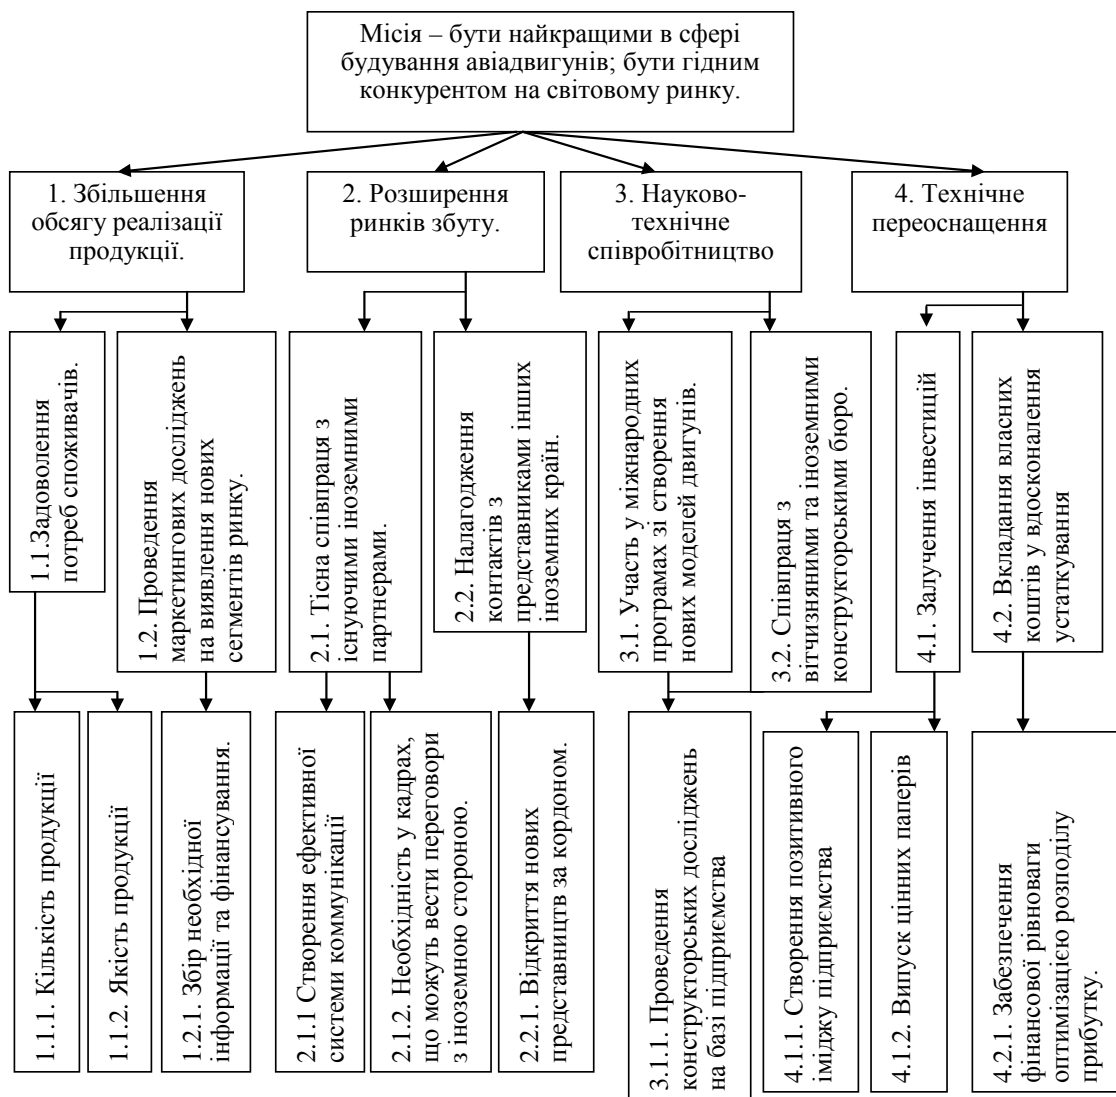 Місія – бути найкращими в сфері
будування авіадвигунів; бути гідним
конкурентом на світовому ринку.
1. Збільшення
обсягу реалізації
продукції.
2. Розширення
ринків збуту.
3. Науково-
технічне
співробітництво
4. Технічне
переоснащення
1.1.Задоволення
потреб споживачів.
1.2. Проведення
маркетингових досліджень
на виявлення нових
сегментів ринку.
2.1. Тісна співпраця з
існуючими іноземними
партнерами.
2.2. Налагодження
контактів з
представниками інших
іноземних країн.
3.1. Участь у міжнародних
програмах зі створення
нових моделей двигунів.
3.2. Співпраця з
вітчизняними та іноземними
конструкторськими бюро.
4.1. Залучення інвестицій
4.2. Вкладання власних
коштів у вдосконалення
устаткування
1.1.1. Кількість продукції
1.1.2. Якість продукції
1.2.1. Збір необхідної
інформації та фінансування.
2.1.1 Створення ефективної
системи коммунікації
2.1.2. Необхідність у кадрах,
що можуть вести переговори
з іноземною стороною.
2.2.1. Відкриття нових
представництв за кордоном.
3.1.1. Проведення
конструкторських досліджень
на базі підприємства
4.1.1. Створення позитивного
іміджу підприємства
4.1.2. Випуск цінних паперів
4.2.1. Забезпечення
фінансової рівноваги
оптимізацією розподілу
прибутку.